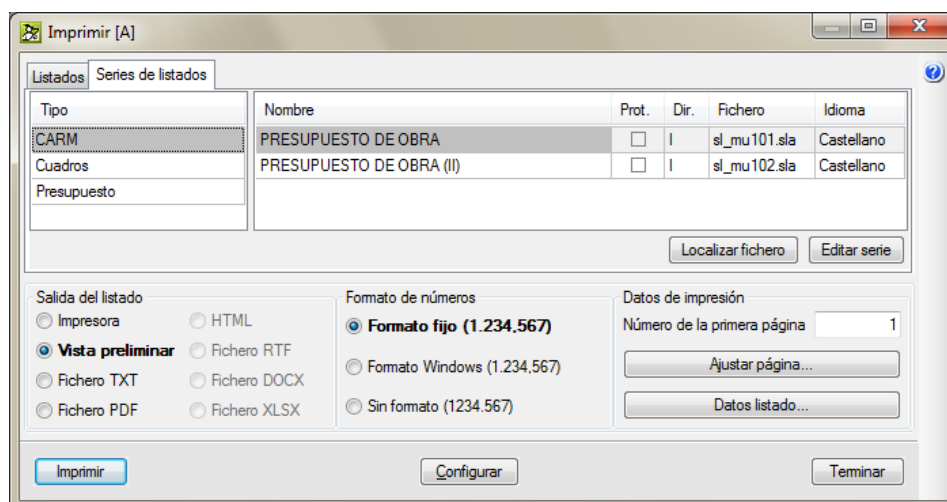 Imprimir [A]
Listados Series de listados
Tipo Nombre Prot. Dir. Fichero Idioma
CARM PRESUPUESTO DE OBRA I sl_mu101.sla Castellano
Cuadros PRESUPUESTO DE OBRA (II) I sl_mu102.sla Castellano
Presupuesto
Localizar fichero Editar serie
Salida del listado Formato de números Datos de impresión
Impresora HTML Formato fijo (1.234,567) Número de la primera página 1
Vista preliminar Fichero RTF Formato Windows (1.234,567) Ajustar página...
Fichero TXT Fichero DOCX Sin formato (1234.567) Datos listado...
Fichero PDF Fichero XLSX
Imprimir Configurar Terminar